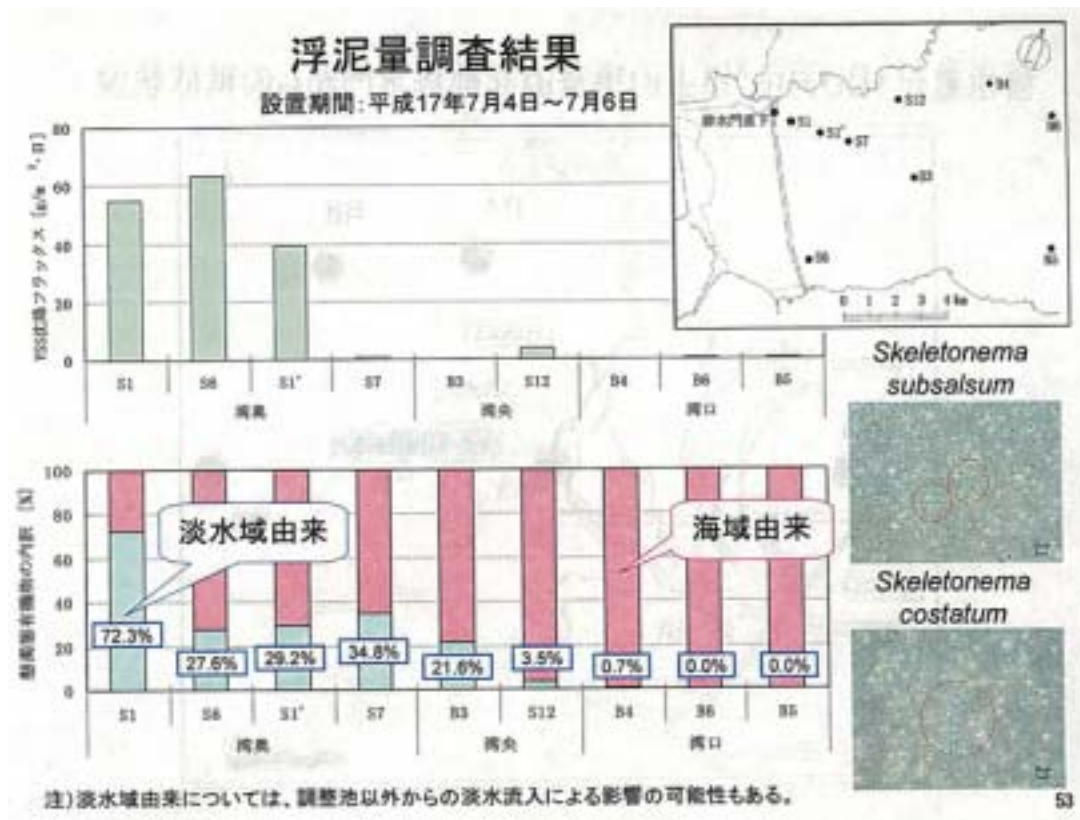 浮泥量調査結果
設置期間:平成17年7月4日～7月6日
80
60
40
20
0
S1 S6 S1' S7 B3 S12 B4 B6 B5
湾奥 湾央 湾口
排水門直下
S1
S1'
S7
S12
B4
B6
B3
B5
S6
0 1 2 3 4 km
Skeletonema
subsalsum
100
80
60
40
20
0
淡水域由来
海域由来
72.3% 27.6% 29.2% 34.8% 21.6% 3.5% 0.7% 0.0% 0.0%
S1 S6 S1' S7 B3 S12 B4 B6 B5
湾奥 湾央 湾口
Skeletonema
costatum
注)淡水域由来については、調整池以外からの淡水流入による影響の可能性もある。
53